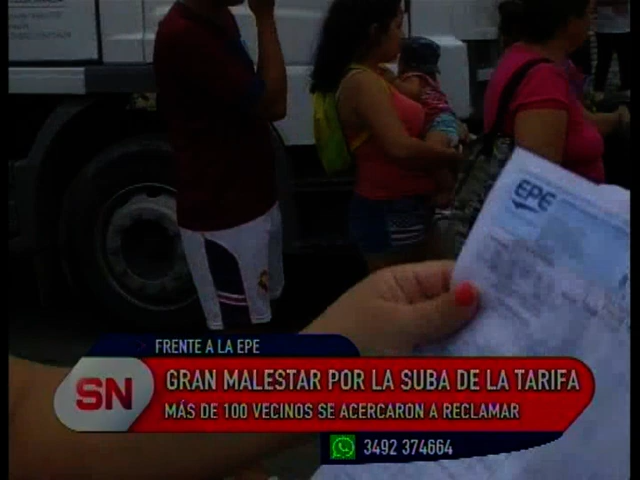 EPE
FRENTE A LA EPE
SN
GRAN MALESTAR POR LA SUBA DE LA TARIFA
MÁS DE 100 VECINOS SE ACERCARON A RECLAMAR
3492 374664